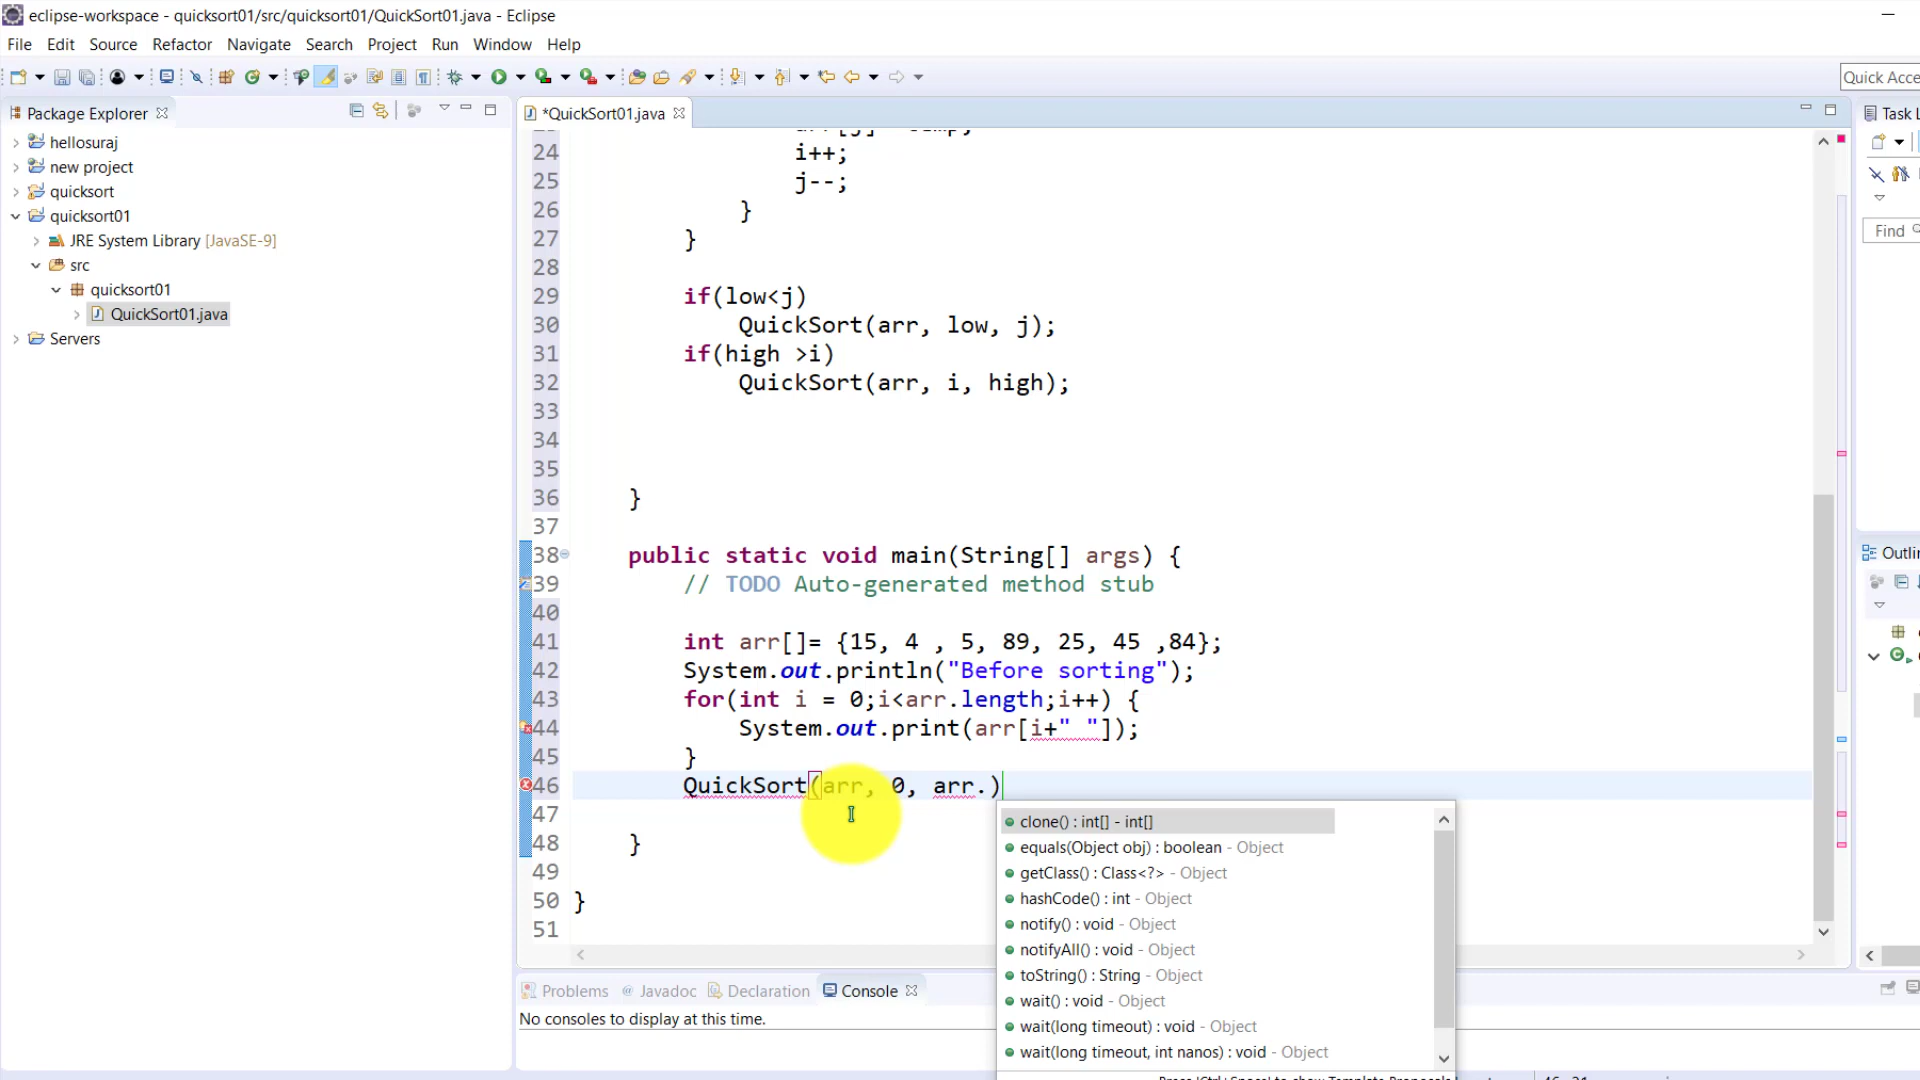 eclipse-workspace - quicksort01/src/quicksort01/QuickSort01.java - Eclipse
File Edit Source Refactor Navigate Search Project Run Window Help
Quick Acce
Package Explorer
*QuickSort01.java
Task L
hellosuraj
new project
quicksort
quicksort01
JRE System Library [JavaSE-9]
src
quicksort01
QuickSort01.java
Servers
24 i++;
25 j--;
26 }
27 }
28
29 if(low<j)
30 QuickSort(arr, low, j);
31 if(high >i)
32 QuickSort(arr, i, high);
33
34
35
36 }
37
38 public static void main(String[] args) {
39 // TODO Auto-generated method stub
40
41 int arr[]= {15, 4 , 5, 89, 25, 45 ,84};
42 System.out.println("Before sorting");
43 for(int i = 0;i<arr.length;i++) {
44 System.out.print(arr[i+" "]);
45 }
46 QuickSort(arr, 0, arr.)
47
48 }
49
50 }
51
clone() : int[] - int[]
equals(Object obj) : boolean - Object
getClass() : Class<?> - Object
hashCode() : int - Object
notify() : void - Object
notifyAll() : void - Object
toString() : String - Object
wait() : void - Object
wait(long timeout) : void - Object
wait(long timeout, int nanos) : void - Object
Find
Outlin
Problems @ Javadoc Declaration Console
No consoles to display at this time.